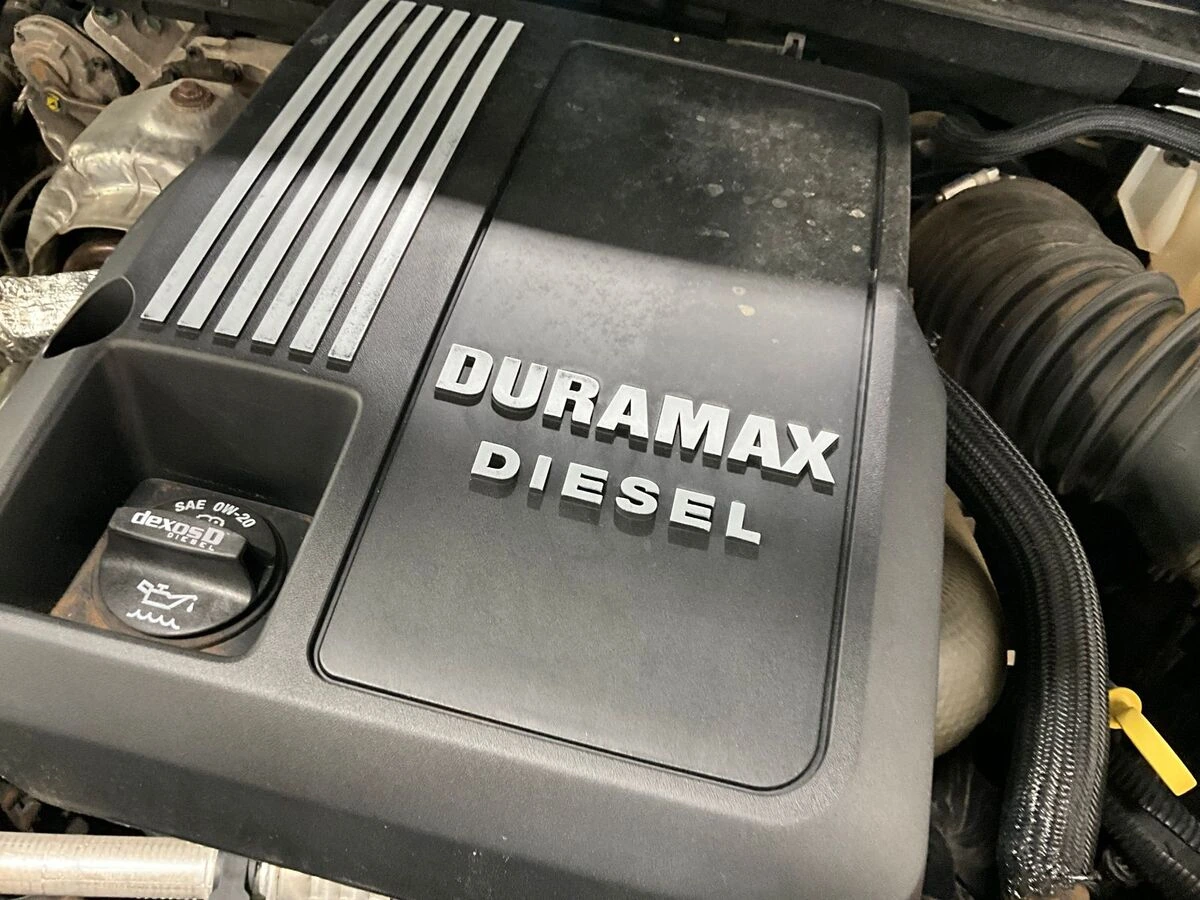 DURAMAX
DIESEL
SAE 0W-20
dexosD
DIESEL